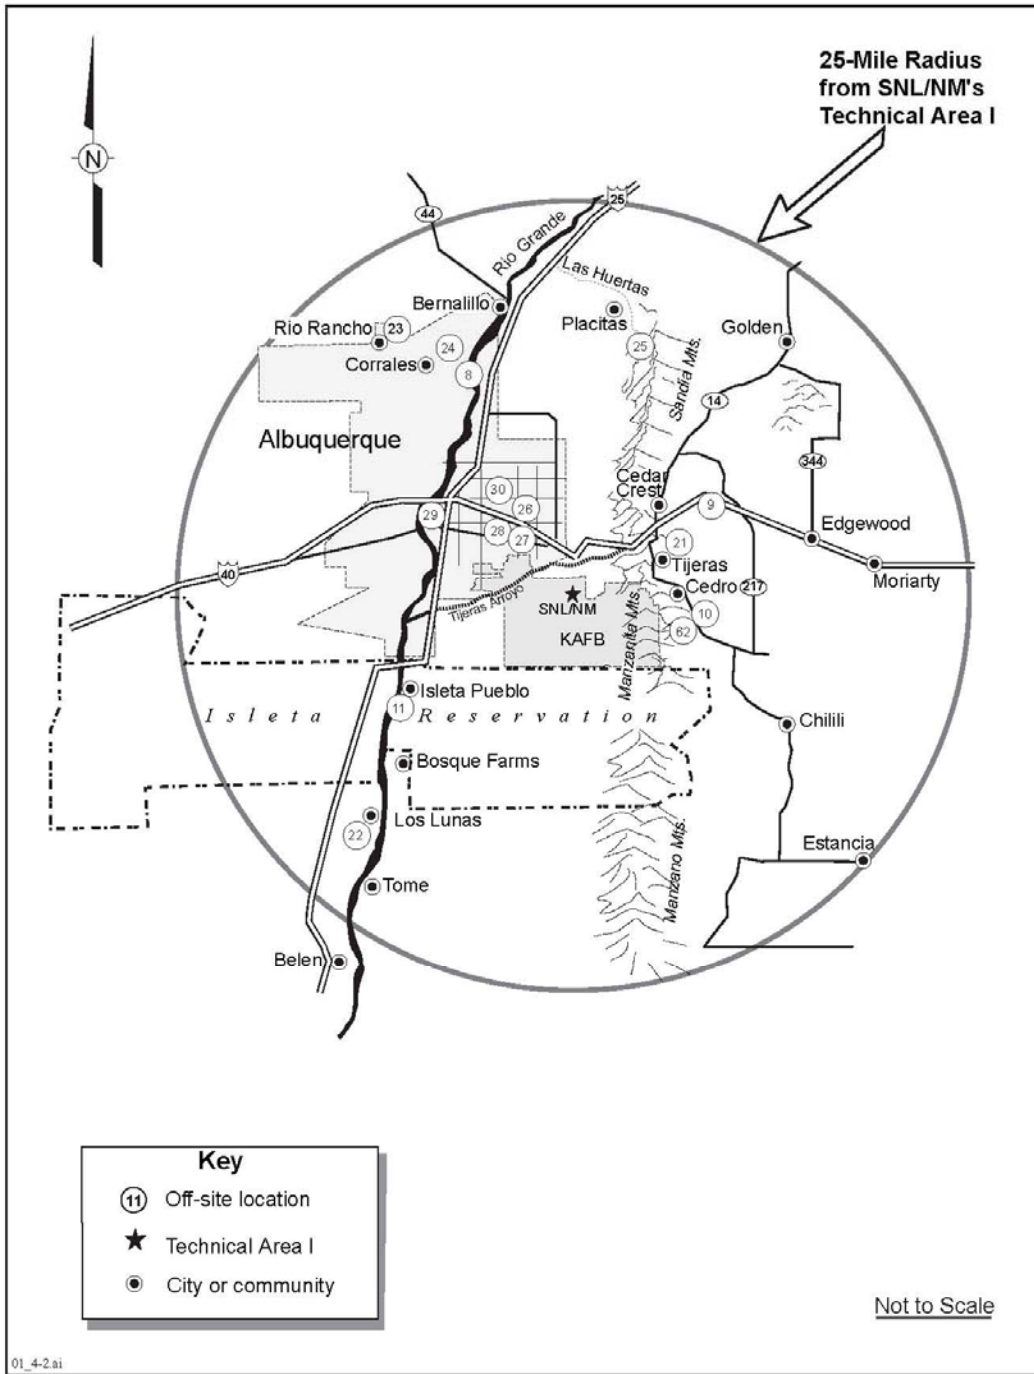 25-Mile Radius
from SNL/NM's
Technical Area I
N
25
44
Rio Grande
Las Huertas
Bernalillo
Placitas
Rio Rancho
23
Golden
24
25
Corrales
8
Sandia Mts.
14
Albuquerque
344
Cedar
Crest
30
9
26
29
Edgewood
28
27
21
Tijeras
Moriarty
40
Cedro
217
Tijeras Arroyo
SNL/NM
10
KAFB
62
Manzanita Mts.
Isleta Pueblo
11
Isleta Reservation
Chilili
Bosque Farms
Los Lunas
22
Estancia
Manzano Mts.
Tome
Belen
Key
11 Off-site location
Technical Area I
City or community
Not to Scale
01_4-2.ai